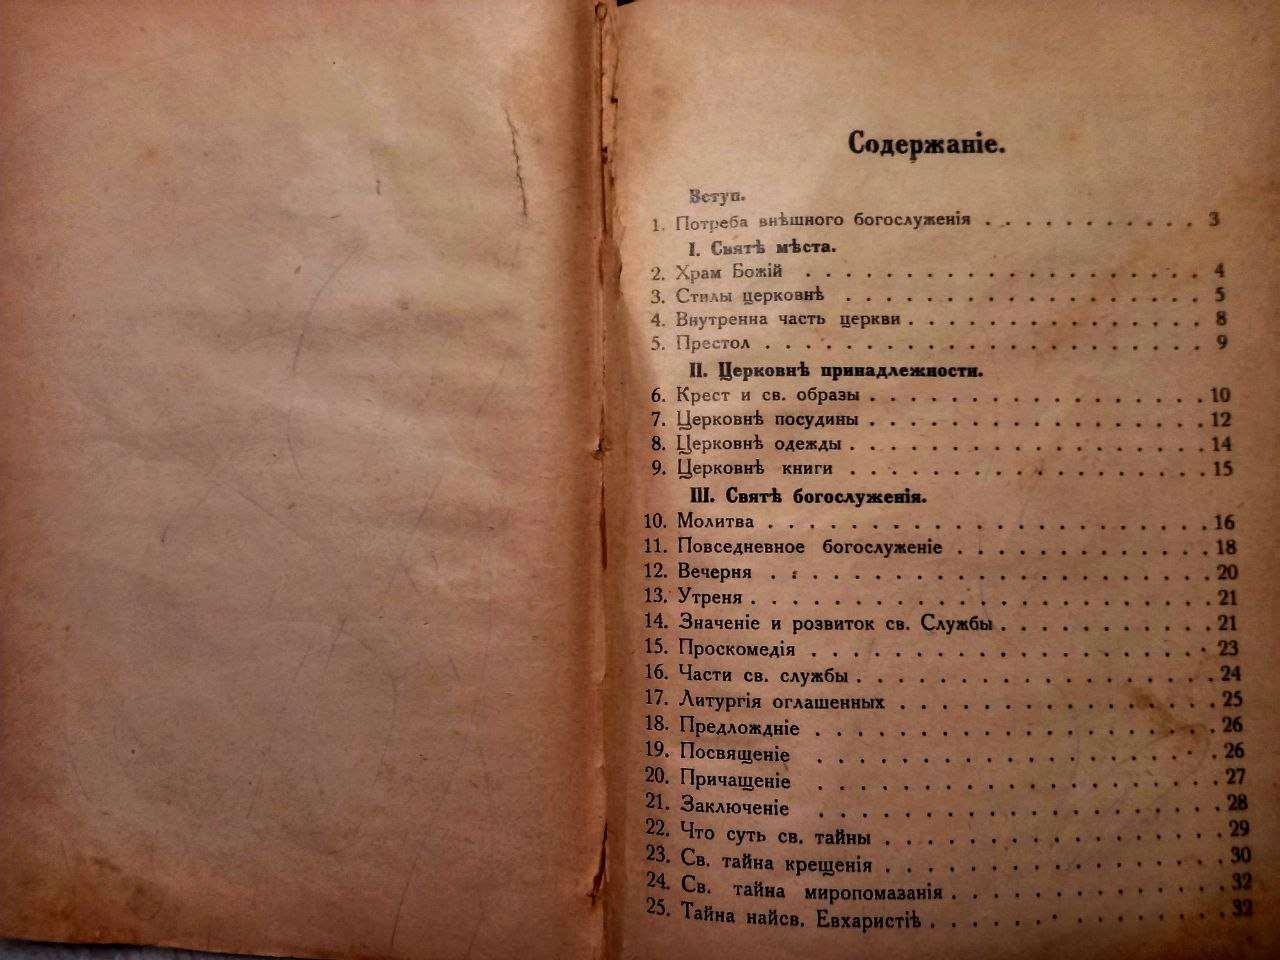 Содержаніе.
Вступ.
1. Потреба внѣшного богослуженія . . . . . . . . . . . 3
I. Святѣ мѣста.
2. Храм Божій . . . . . . . . . . . . . . . . . . . . 4
3. Стилы церковнѣ . . . . . . . . . . . . . . . . . . 5
4. Внутренна часть церкви . . . . . . . . . . . . . . . 8
5. Престол . . . . . . . . . . . . . . . . . . . . . . 9
II. Церковнѣ принадлежности.
6. Крест и св. образы . . . . . . . . . . . . . . . . . 10
7. Церковнѣ посудины . . . . . . . . . . . . . . . . . 12
8. Церковнѣ одежды . . . . . . . . . . . . . . . . . . 14
9. Церковнѣ книги . . . . . . . . . . . . . . . . . . 15
III. Святѣ богослуженія.
10. Молитва . . . . . . . . . . . . . . . . . . . . . . 16
11. Повседневное богослуженіе . . . . . . . . . . . . . 18
12. Вечерня . . . . . . . . . . . . . . . . . . . . . . 20
13. Утреня . . . . . . . . . . . . . . . . . . . . . . . 21
14. Значеніе и розвиток св. Службы . . . . . . . . . . . 21
15. Проскомедія . . . . . . . . . . . . . . . . . . . . 23
16. Части св. службы . . . . . . . . . . . . . . . . . . 24
17. Литургія оглашенных . . . . . . . . . . . . . . . . 25
18. Предлождніе . . . . . . . . . . . . . . . . . . . . 26
19. Посвященіе . . . . . . . . . . . . . . . . . . . . 26
20. Причащеніе . . . . . . . . . . . . . . . . . . . . 27
21. Заключеніе . . . . . . . . . . . . . . . . . . . . 28
22. Что суть св. тайны . . . . . . . . . . . . . . . . . 29
23. Св. тайна крещенія . . . . . . . . . . . . . . . . . 30
24. Св. тайна миропомазанія . . . . . . . . . . . . . . 32
25. Тайна найсв. Евхаристіѣ . . . . . . . . . . . . . . 32